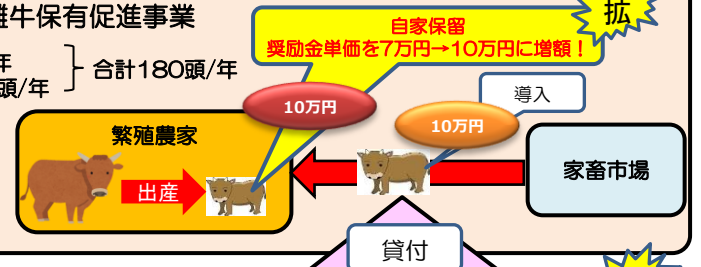 雌牛保有促進事業
拡
自家保留
奨励金単価を7万円→10万円に増額！
年
頭/年
合計180頭/年
10万円
導入
10万円
繁殖農家
出産
家畜市場
貸付